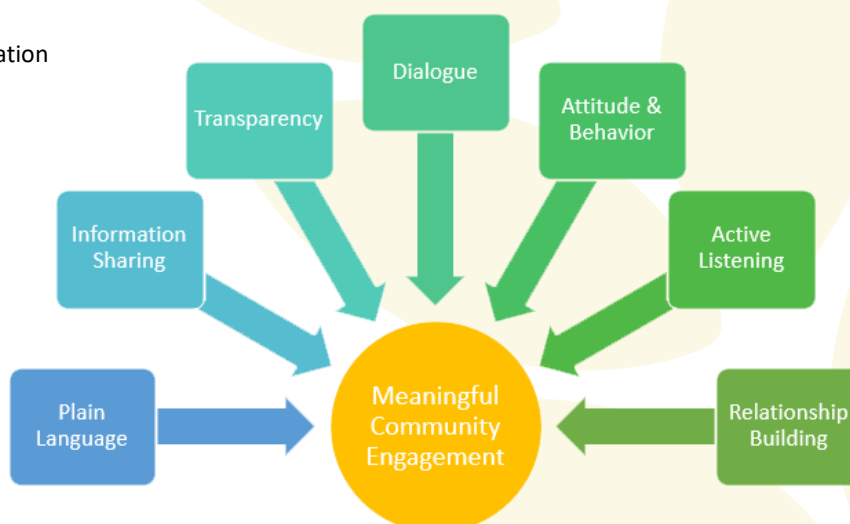 ation
Dialogue
Transparency
Attitude &
Behavior
Information
Sharing
Active
Listening
Plain
Language
Meaningful
Community
Engagement
Relationship
Building